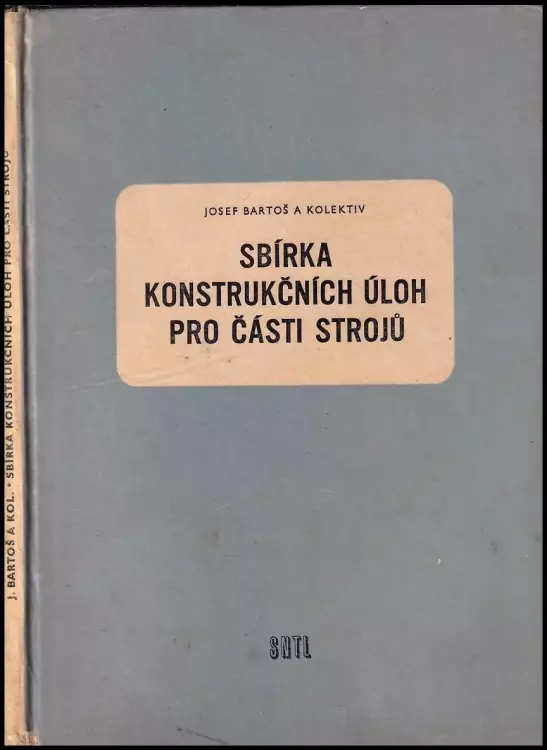 JOSEF BARTOŠ A KOLEKTIV
SBÍRKA
KONSTRUKČNÍCH ÚLOH
PRO ČÁSTI STROJŮ
SNTL
J. BARTOŠ A KOL. • SBÍRKA KONSTRUKČNÍCH ÚLOH PRO ČÁSTI STROJŮ